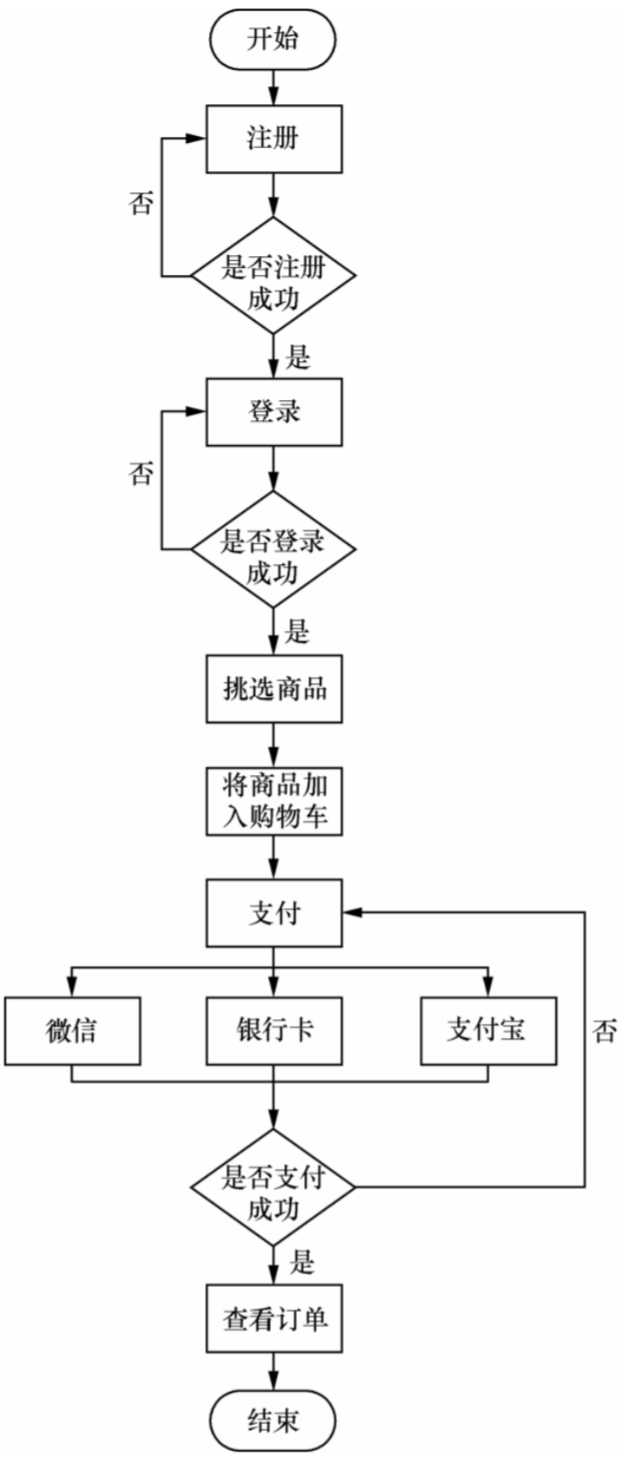 开始
注册
否
是否注册
成功
是
登录
否
是否登录
成功
是
挑选商品
将商品加
入购物车
支付
微信
银行卡
支付宝
否
是否支付
成功
是
查看订单
结束